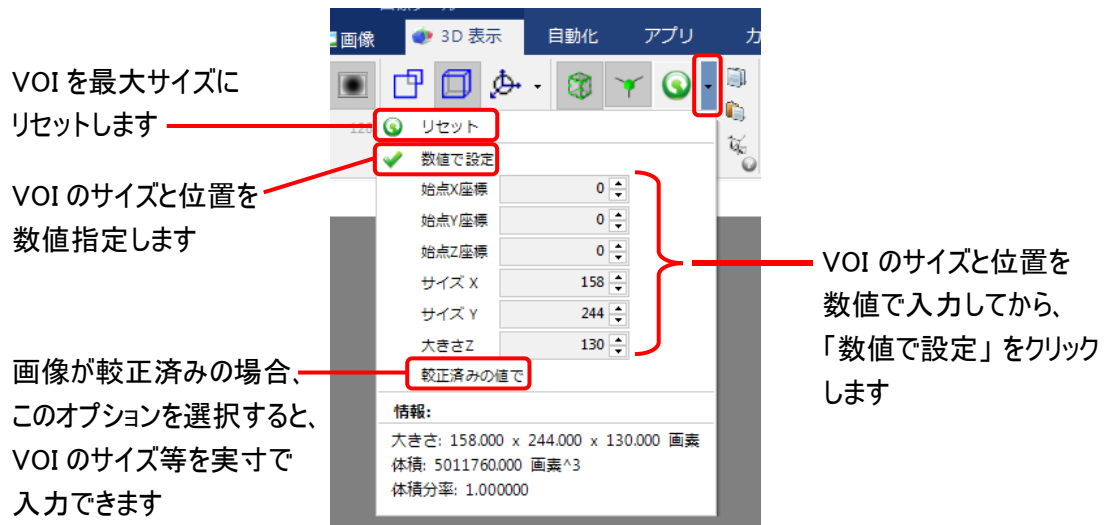 画像
3D 表示
自動化
アプリ
VOI を最大サイズに
リセットします
VOI のサイズと位置を
数値指定します
画像が較正済みの場合、
このオプションを選択すると、
VOI のサイズ等を実寸で
入力できます
リセット
数値で設定
始点X座標 0
始点Y座標 0
始点Z座標 0
サイズ X 158
サイズ Y 244
大きさZ 130
較正済みの値で
情報:
大きさ: 158.000 x 244.000 x 130.000 画素
体積: 5011760.000 画素^3
体積分率: 1.000000
VOI のサイズと位置を
数値で入力してから、
「数値で設定」をクリック
します